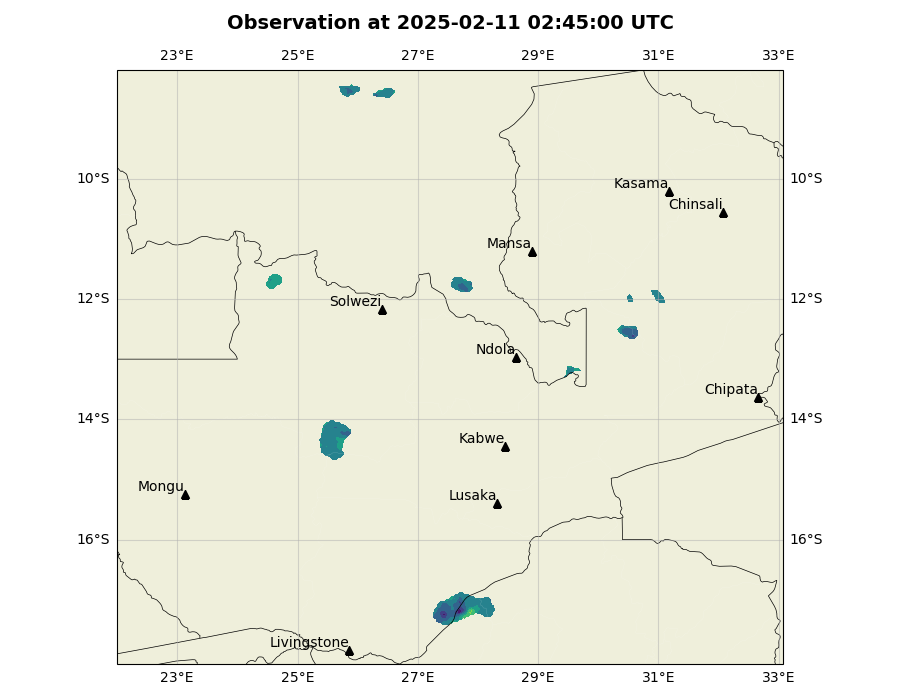 Observation at 2025-02-11 02:45:00 UTC
23°E 25°E 27°E 29°E 31°E 33°E
10°S 10°S
Kasama
Chinsali
Mansa
12°S 12°S
Solwezi
Ndola
Chipata
14°S 14°S
Kabwe
Mongu
Lusaka
16°S 16°S
Livingstone
23°E 25°E 27°E 29°E 31°E 33°E